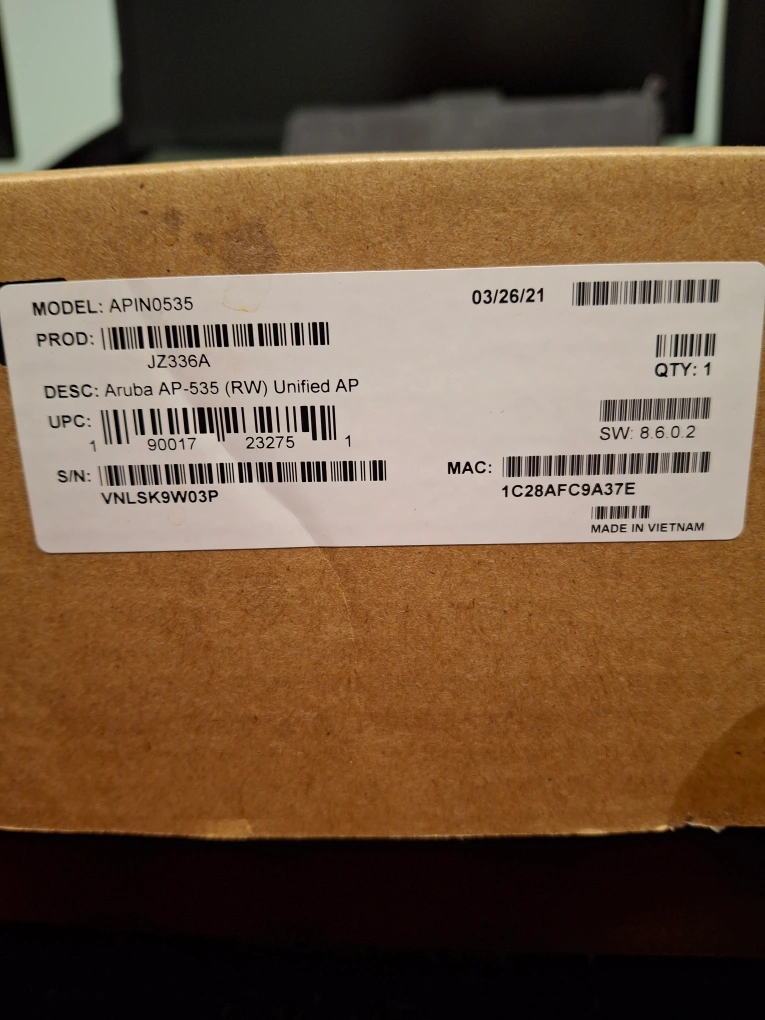 MODEL: APIN0535
03/26/21
PROD:
JZ336A
QTY: 1
DESC: Aruba AP-535 (RW) Unified AP
UPC:
1 90017 23275 1
SW: 8.6.0.2
S/N:
VNLSK9W03P
MAC:
1C28AFC9A37E
MADE IN VIETNAM